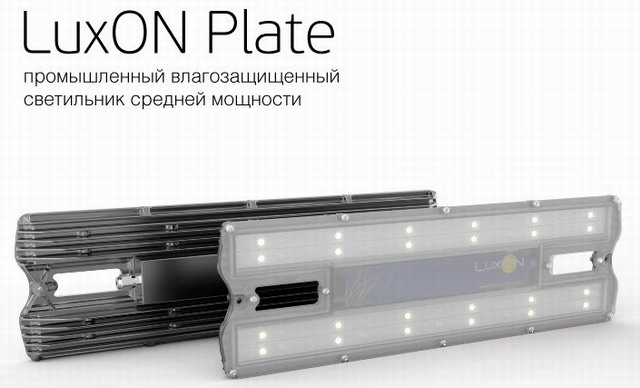 LuxON Plate
промышленный влагозащищенный
светильник средней мощности
LUXON